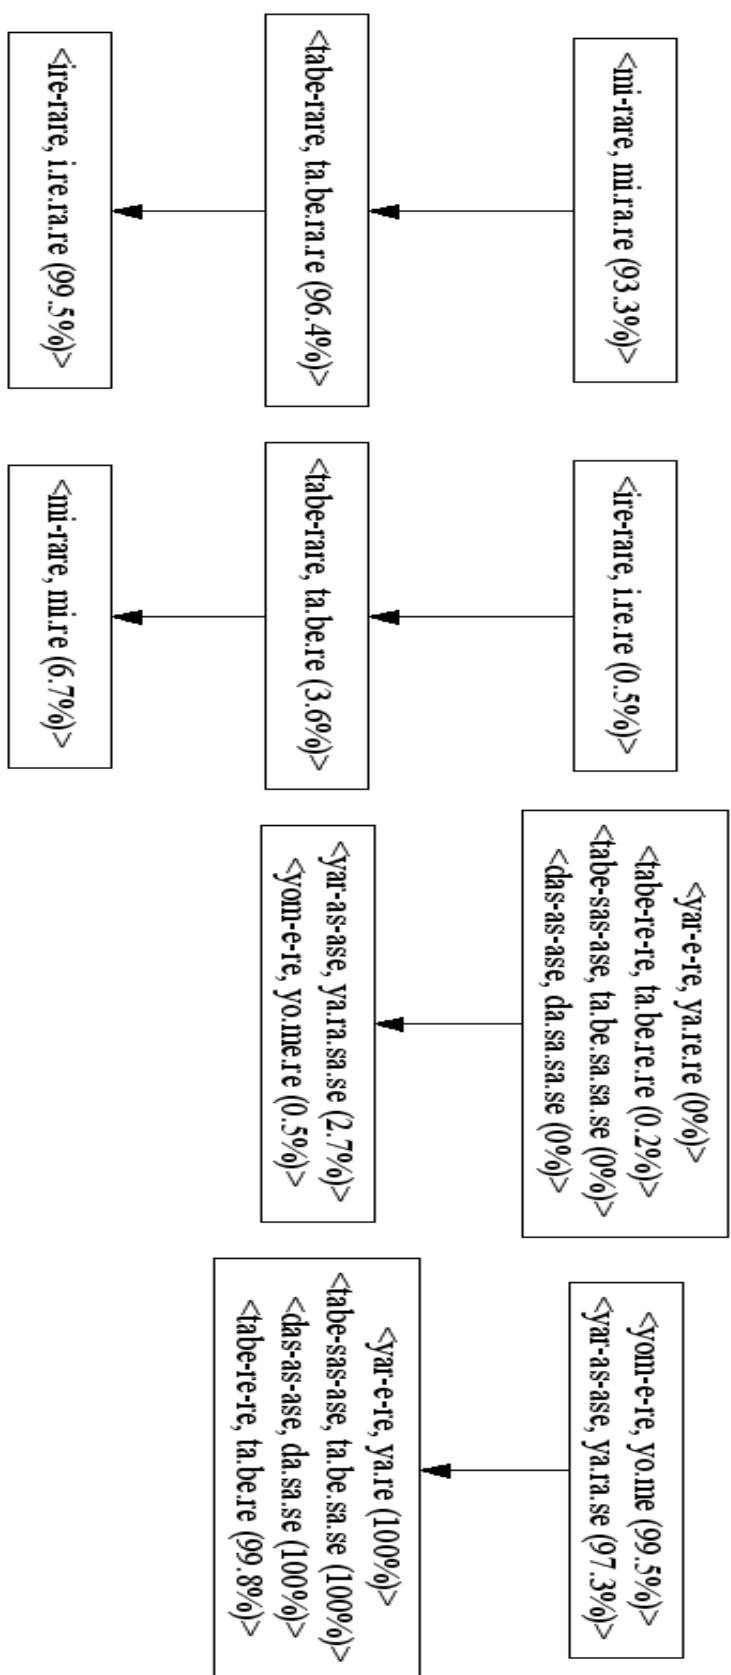 <mi-rare, mi.ra.re (93.3%)>
<tabe-rare, ta.be.ra.re (96.4%)>
<ire-rare, i.re.ra.re (99.5%)>
<ire-rare, i.re.re (0.5%)>
<tabe-rare, ta.be.re (3.6%)>
<mi-rare, mi.re (6.7%)>
<yar-e-re, ya.re.re (0%)>
<tabe-re-re, ta.be.re.re (0.2%)>
<tabe-sas-ase, ta.be.sa.sa.se (0%)>
<das-as-ase, da.sa.sa.se (0%)>
<yar-as-ase, ya.ra.sa.se (2.7%)>
<yom-e-re, yo.me.re (0.5%)>
<yom-e-re, yo.me (99.5%)>
<yar-as-ase, ya.ra.se (97.3%)>
<yar-e-re, ya.re (100%)>
<tabe-sas-ase, ta.be.sa.se (100%)>
<das-as-ase, da.sa.se (100%)>
<tabe-re-re, ta.be.re (99.8%)>